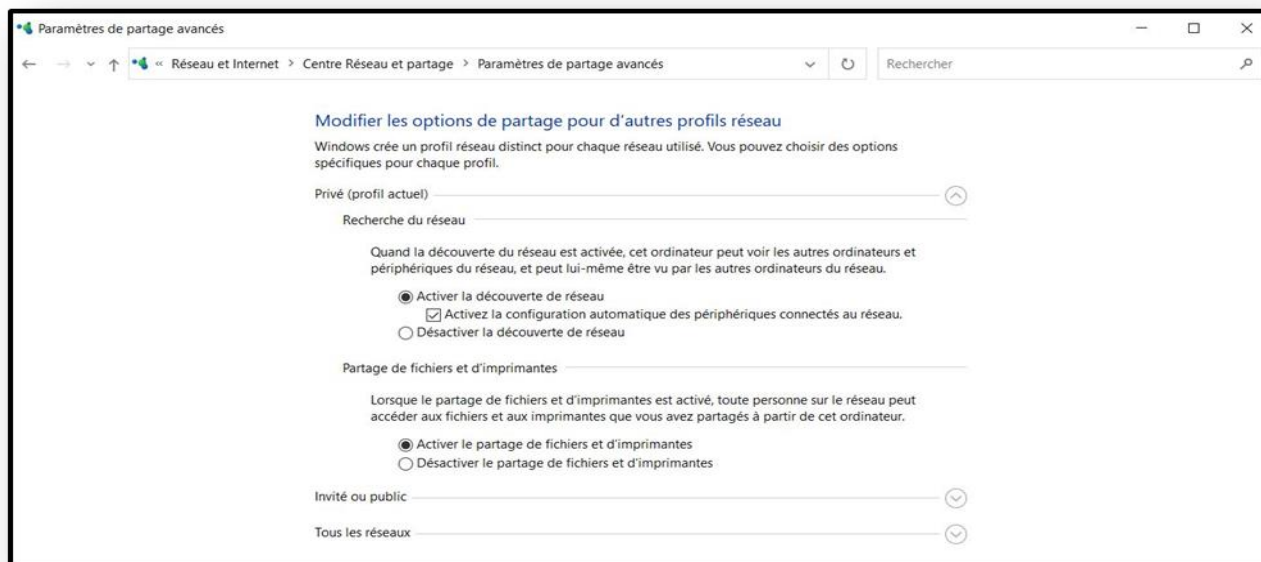 Paramètres de partage avancés
« Réseau et Internet > Centre Réseau et partage > Paramètres de partage avancés
Rechercher
Modifier les options de partage pour d'autres profils réseau
Windows crée un profil réseau distinct pour chaque réseau utilisé. Vous pouvez choisir des options
spécifiques pour chaque profil.
Privé (profil actuel)
Recherche du réseau
Quand la découverte du réseau est activée, cet ordinateur peut voir les autres ordinateurs et
périphériques du réseau, et peut lui-même être vu par les autres ordinateurs du réseau.
Activer la découverte de réseau
Activez la configuration automatique des périphériques connectés au réseau.
Désactiver la découverte de réseau
Partage de fichiers et d'imprimantes
Lorsque le partage de fichiers et d'imprimantes est activé, toute personne sur le réseau peut
accéder aux fichiers et aux imprimantes que vous avez partagés à partir de cet ordinateur.
Activer le partage de fichiers et d'imprimantes
Désactiver le partage de fichiers et d'imprimantes
Invité ou public
Tous les réseaux